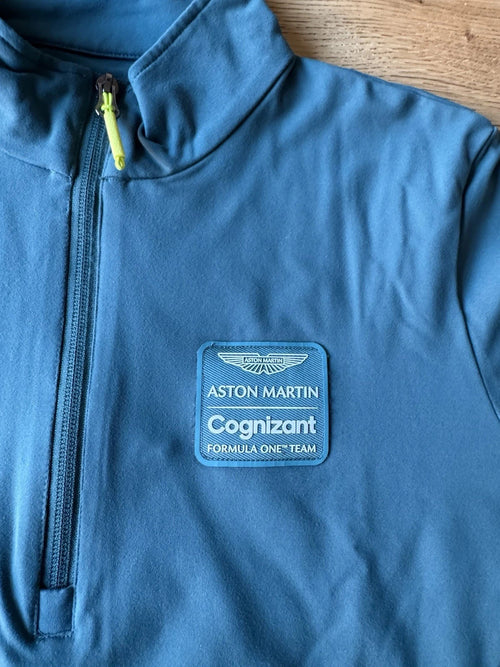 ASTON MARTIN
ASTON MARTIN
Cognizant
FORMULA ONE™ TEAM